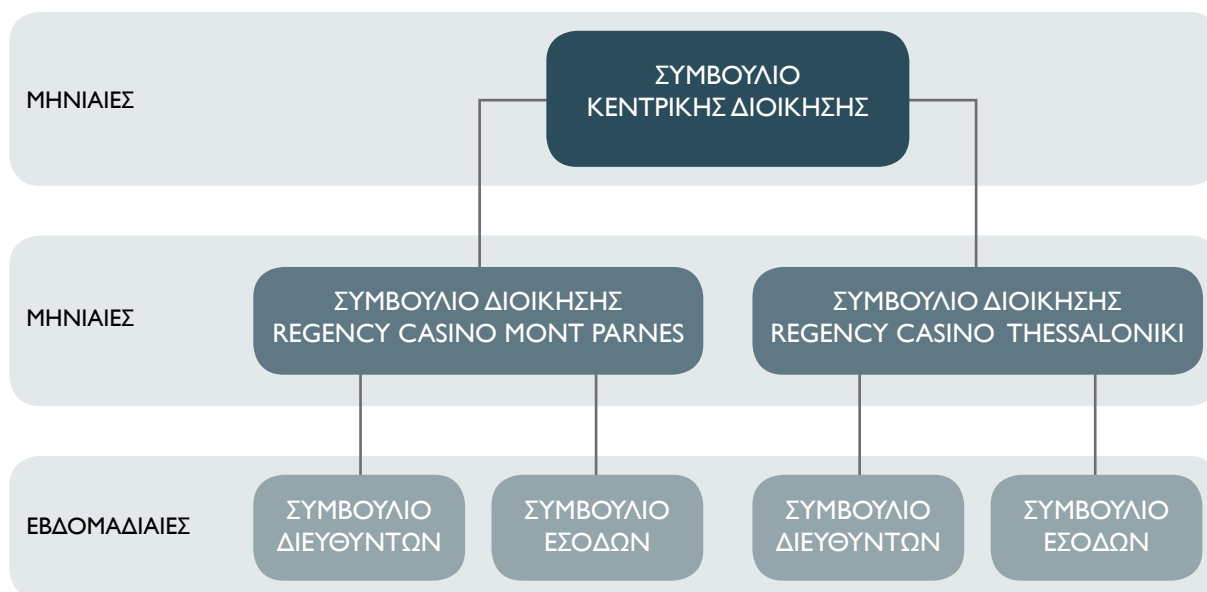 ΜΗΝΙΑΙΕΣ
ΣΥΜΒΟΥΛΙΟ
ΚΕΝΤΡΙΚΗΣ ΔΙΟΙΚΗΣΗΣ
ΜΗΝΙΑΙΕΣ
ΣΥΜΒΟΥΛΙΟ ΔΙΟΙΚΗΣΗΣ
REGENCY CASINO MONT PARNES
ΣΥΜΒΟΥΛΙΟ ΔΙΟΙΚΗΣΗΣ
REGENCY CASINO THESSALONIKI
ΕΒΔΟΜΑΔΙΑΙΕΣ
ΣΥΜΒΟΥΛΙΟ
ΔΙΕΥΘΥΝΤΩΝ
ΣΥΜΒΟΥΛΙΟ
ΕΣΟΔΩΝ
ΣΥΜΒΟΥΛΙΟ
ΔΙΕΥΘΥΝΤΩΝ
ΣΥΜΒΟΥΛΙΟ
ΕΣΟΔΩΝ